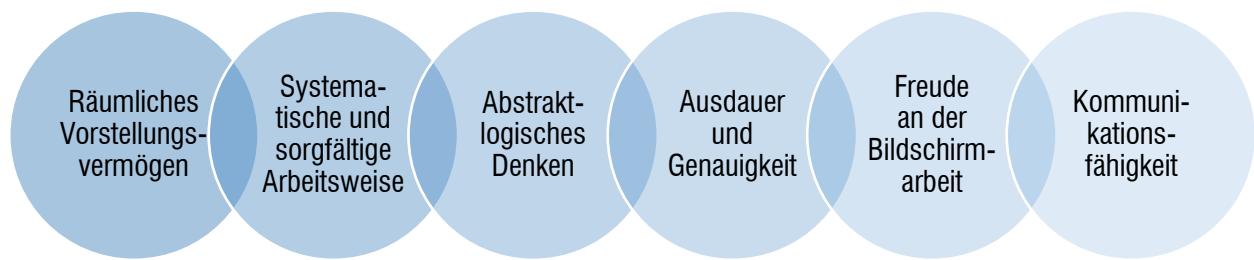 Räumliches
Vorstellungs-
vermögen
Systema-
tische und
sorgfältige
Arbeitsweise
Abstrakt-
logisches
Denken
Ausdauer
und
Genauigkeit
Freude
an der
Bildschirm-
arbeit
Kommuni-
kations-
fähigkeit